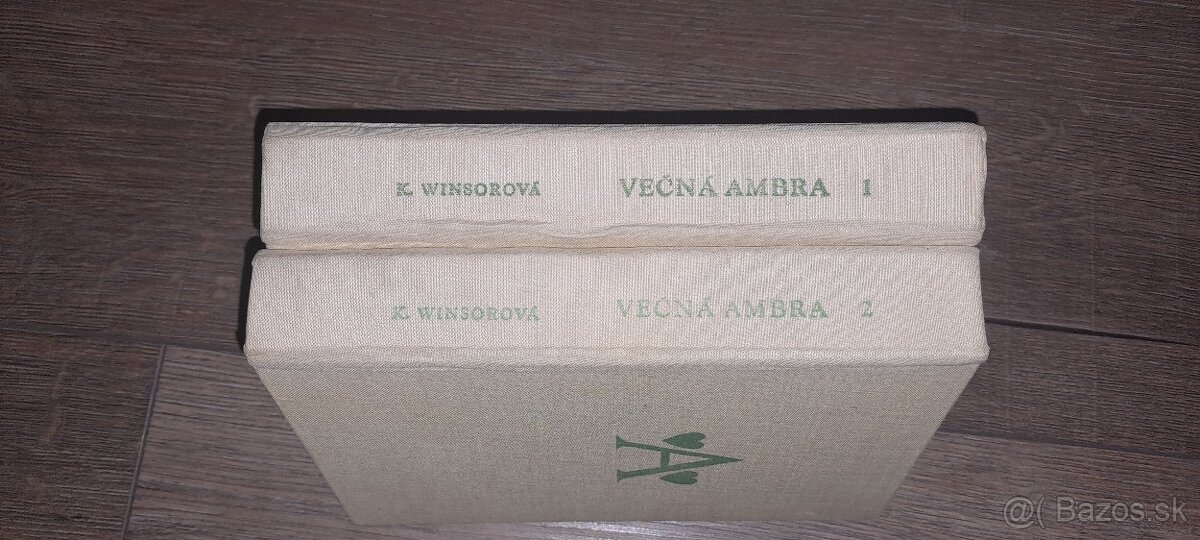 K. WINSOROVÁ VEČNÁ AMBRA 1
K. WINSOROVÁ VEČNÁ AMBRA 2
A
@( Bazos.sk